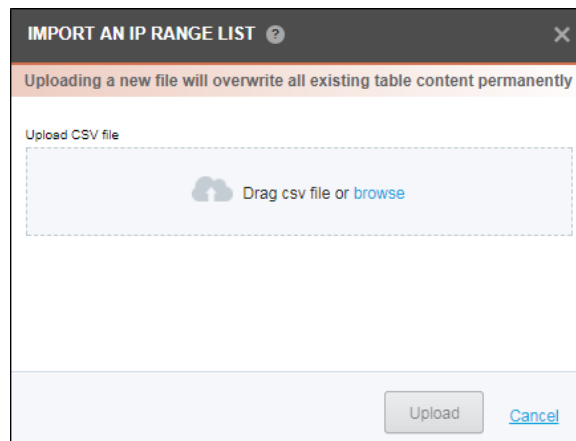 IMPORT AN IP RANGE LIST ?
Uploading a new file will overwrite all existing table content permanently
Upload CSV file
Drag csv file or browse
Upload Cancel